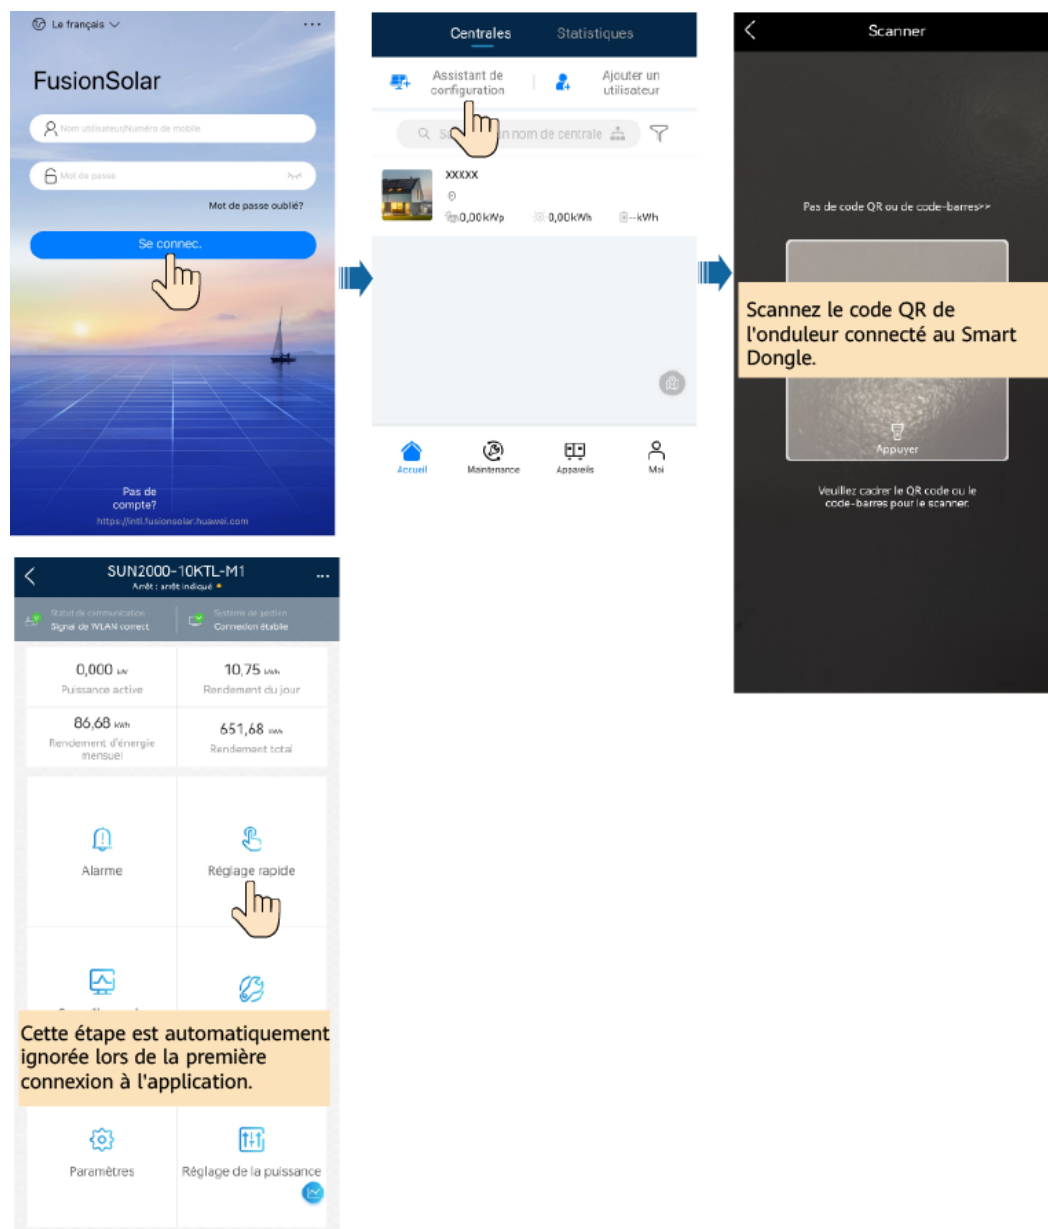 Le français
FusionSolar
Nom utilisateur/Numéro de mobile
Mot de passe
Mot de passe oublié?
Se connec.
Pas de
compte?
https://intl.fusionsolar.huawei.com
Centrales Statistiques
Assistant de
configuration
Ajouter un
utilisateur
un nom de centrale
xxxxx
0,00kWp 0,00kWh --kWh
Accueil Maintenance Appareils Moi
Scanner
Pas de code QR ou de code-barres>>
Scannez le code QR de
l'onduleur connecté au Smart
Dongle.
Appuyer
Veuillez cadrer le QR code ou le
code-barres pour le scanner.
SUN2000-10KTL-M1
Arrêt : arrêt indiqué
Statut de communication
Signal de WLAN correct
Système de gestion
Connexion établie
0,000 kW
Puissance active
10,75 kWh
Rendement du jour
86,68 kWh
Rendement d'énergie
mensuel
651,68 kWh
Rendement total
Alarme
Réglage rapide
Cette étape est automatiquement
ignorée lors de la première
connexion à l'application.
Paramètres
Réglage de la puissance